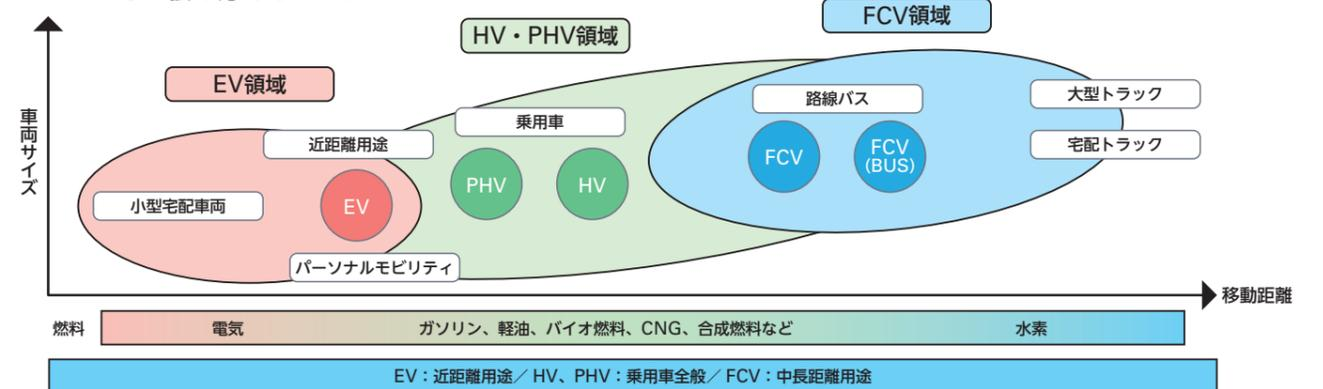 FCV領域
HV・PHV領域
EV領域
車両サイズ
大型トラック
路線バス
乗用車
近距離用途
宅配トラック
FCV
FCV
(BUS)
PHV
HV
小型宅配車両
EV
パーソナルモビリティ
移動距離
燃料
電気
ガソリン、軽油、バイオ燃料、CNG、合成燃料など
水素
EV：近距離用途／HV、PHV：乗用車全般／FCV：中長距離用途